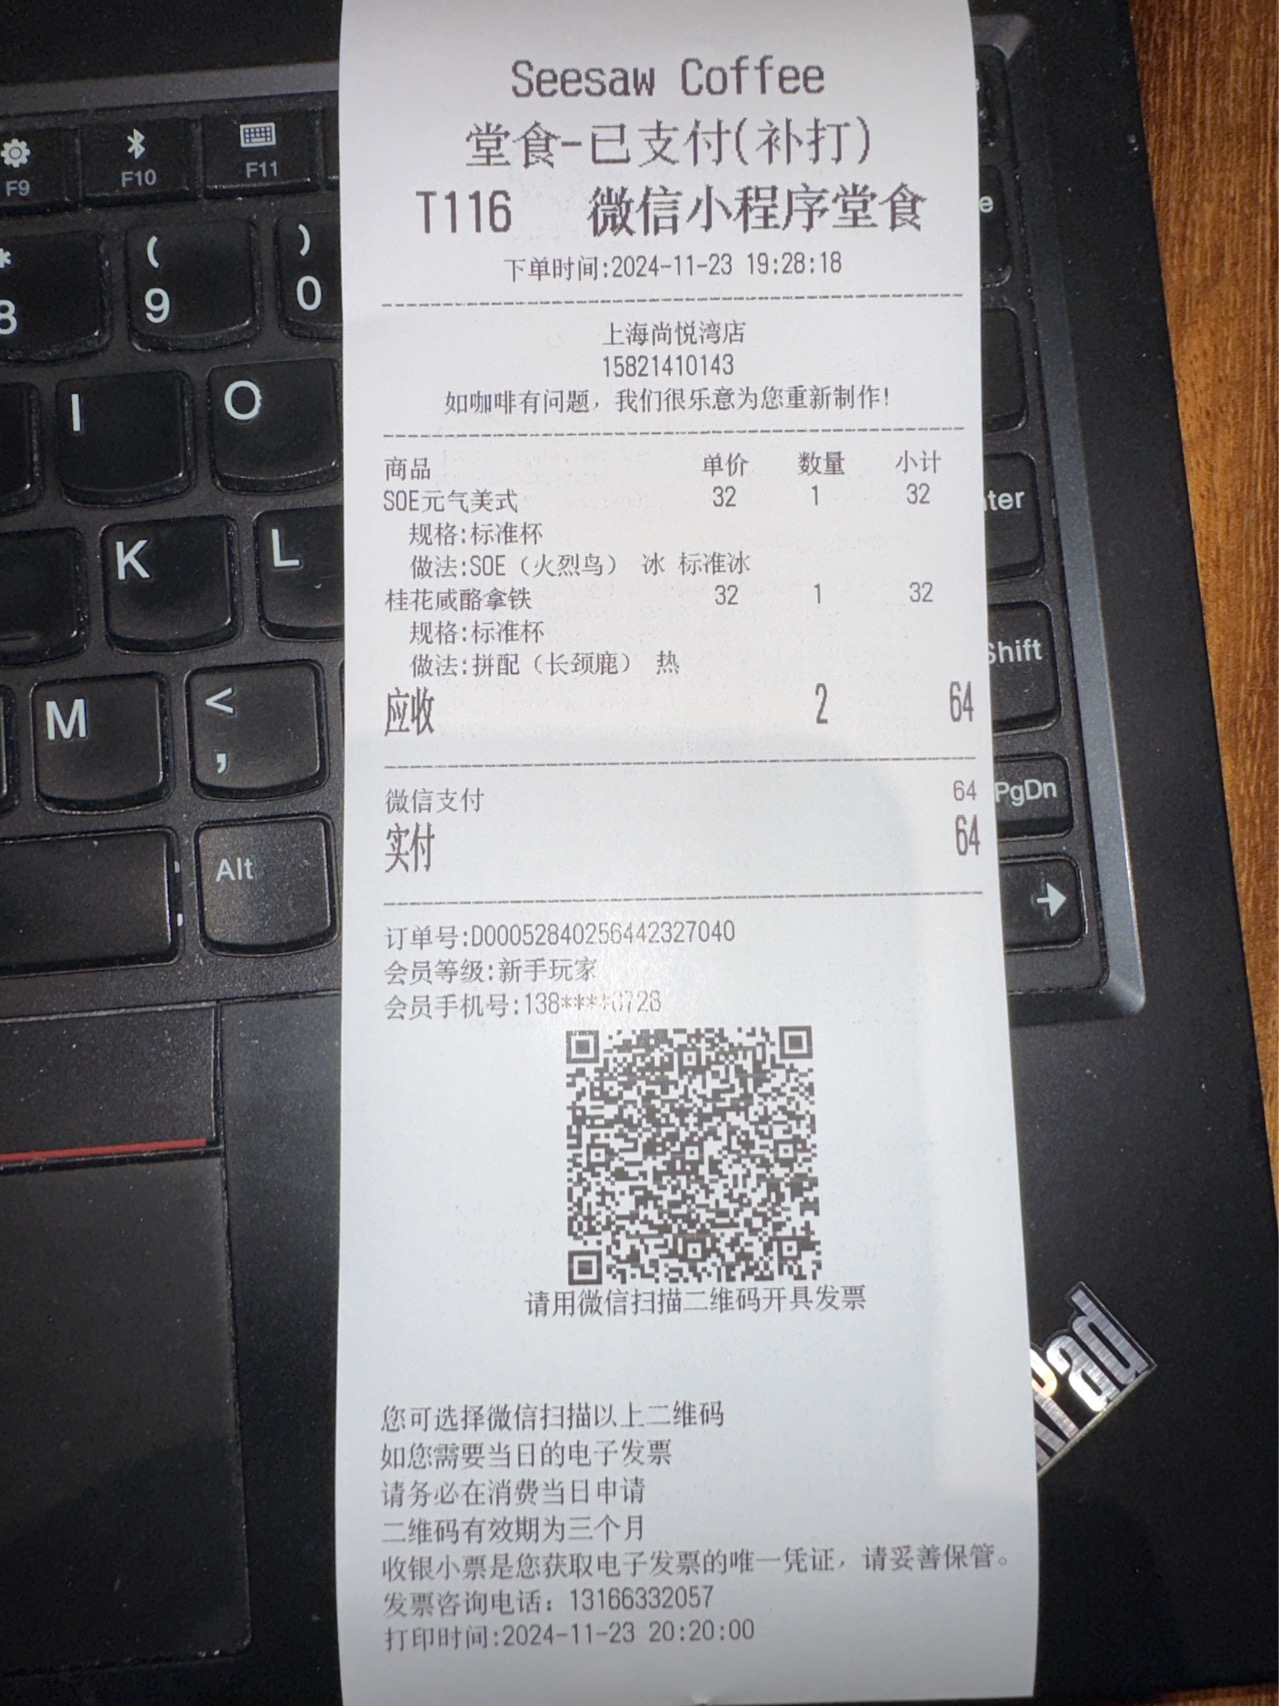 Seesaw Coffee
堂食-已支付(补打)
T116 微信小程序堂食
下单时间:2024-11-23 19:28:18
上海尚悦湾店
15821410143
如咖啡有问题，我们很乐意为您重新制作!
商品 单价 数量 小计
SOE元气美式 32 1 32
规格:标准杯
做法:SOE（火烈鸟） 冰 标准冰
桂花咸酪拿铁 32 1 32
规格:标准杯
做法:拼配（长颈鹿） 热
应收 2 64
微信支付 64
实付 64
订单号:D00052840256442327040
会员等级:新手玩家
会员手机号:138****0728
请用微信扫描二维码开具发票
您可选择微信扫描以上二维码
如您需要当日的电子发票
请务必在消费当日申请
二维码有效期为三个月
收银小票是您获取电子发票的唯一凭证，请妥善保管。
发票咨询电话：13166332057
打印时间:2024-11-23 20:20:00
F9
F10
F11
8
(
9
)
0
I
O
K
L
M
<
,
Alt
Shift
PgDn
Pad